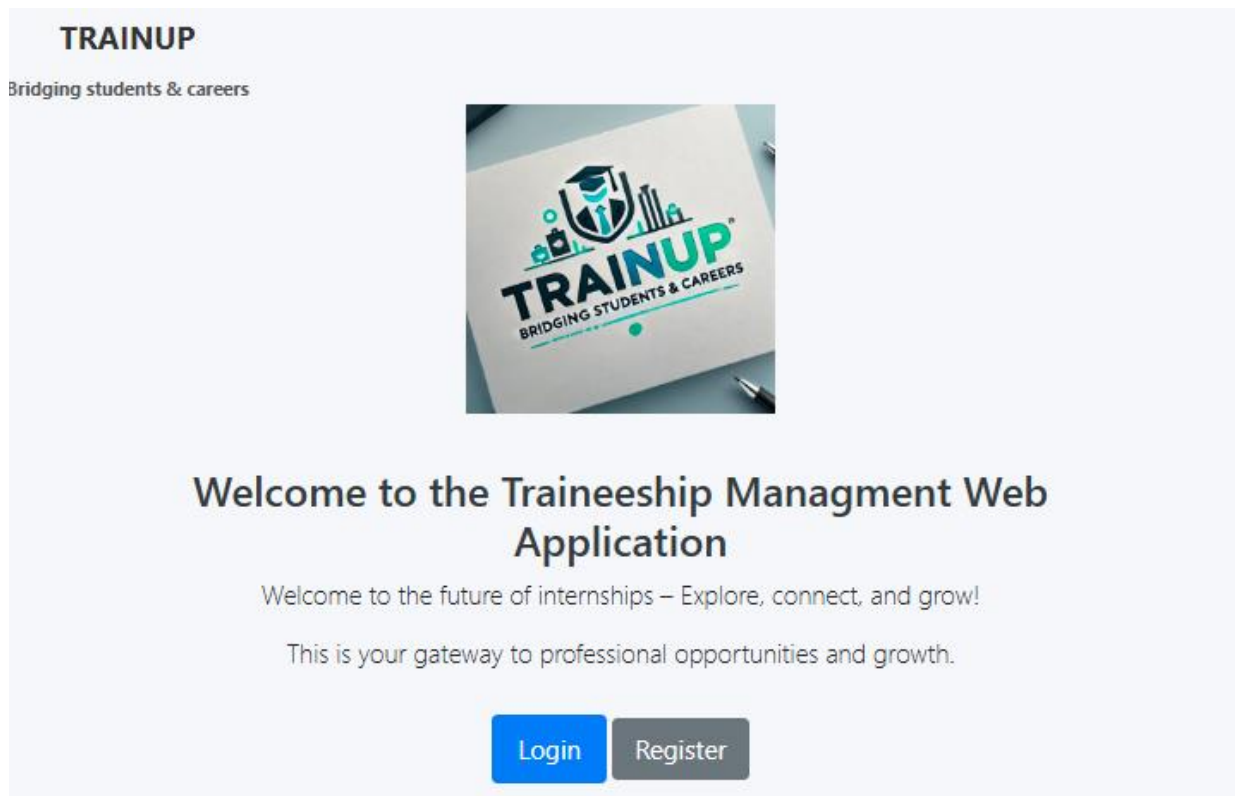 TRAINUP
Bridging students & careers
TRAINUP
BRIDGING STUDENTS & CAREERS
Welcome to the Traineeship Managment Web
Application
Welcome to the future of internships – Explore, connect, and grow!
This is your gateway to professional opportunities and growth.
Login Register